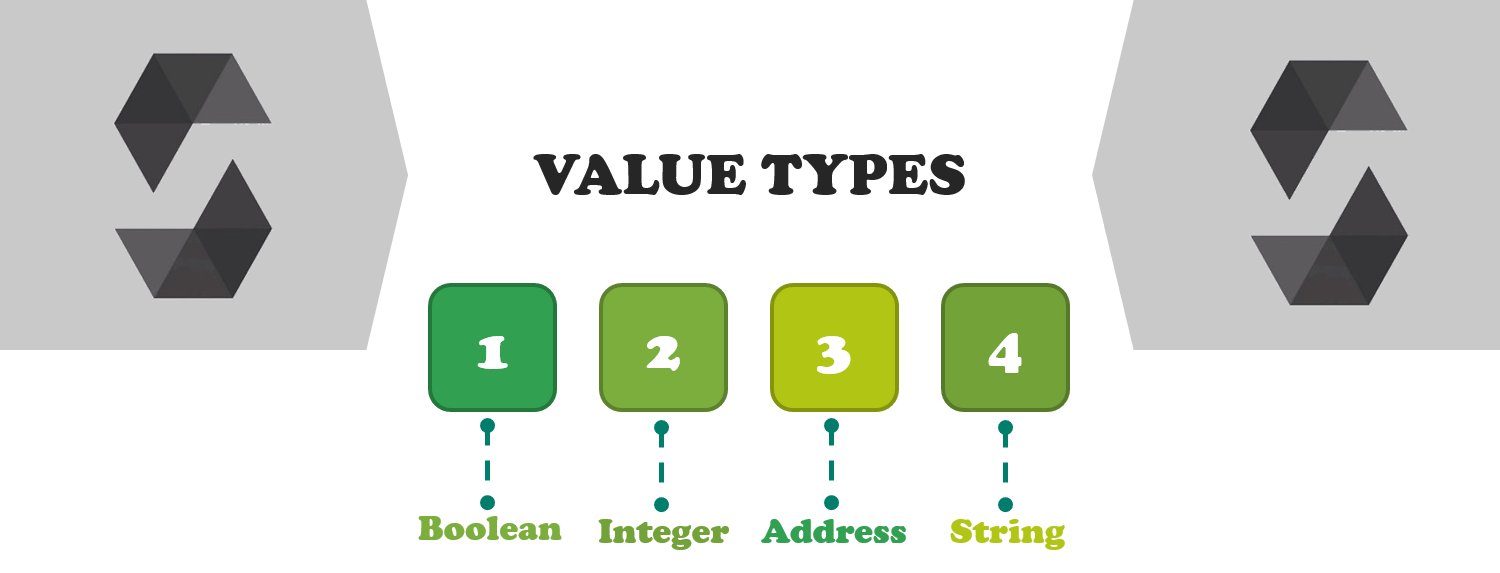 VALUE TYPES
1 2 3 4
Boolean Integer Address String